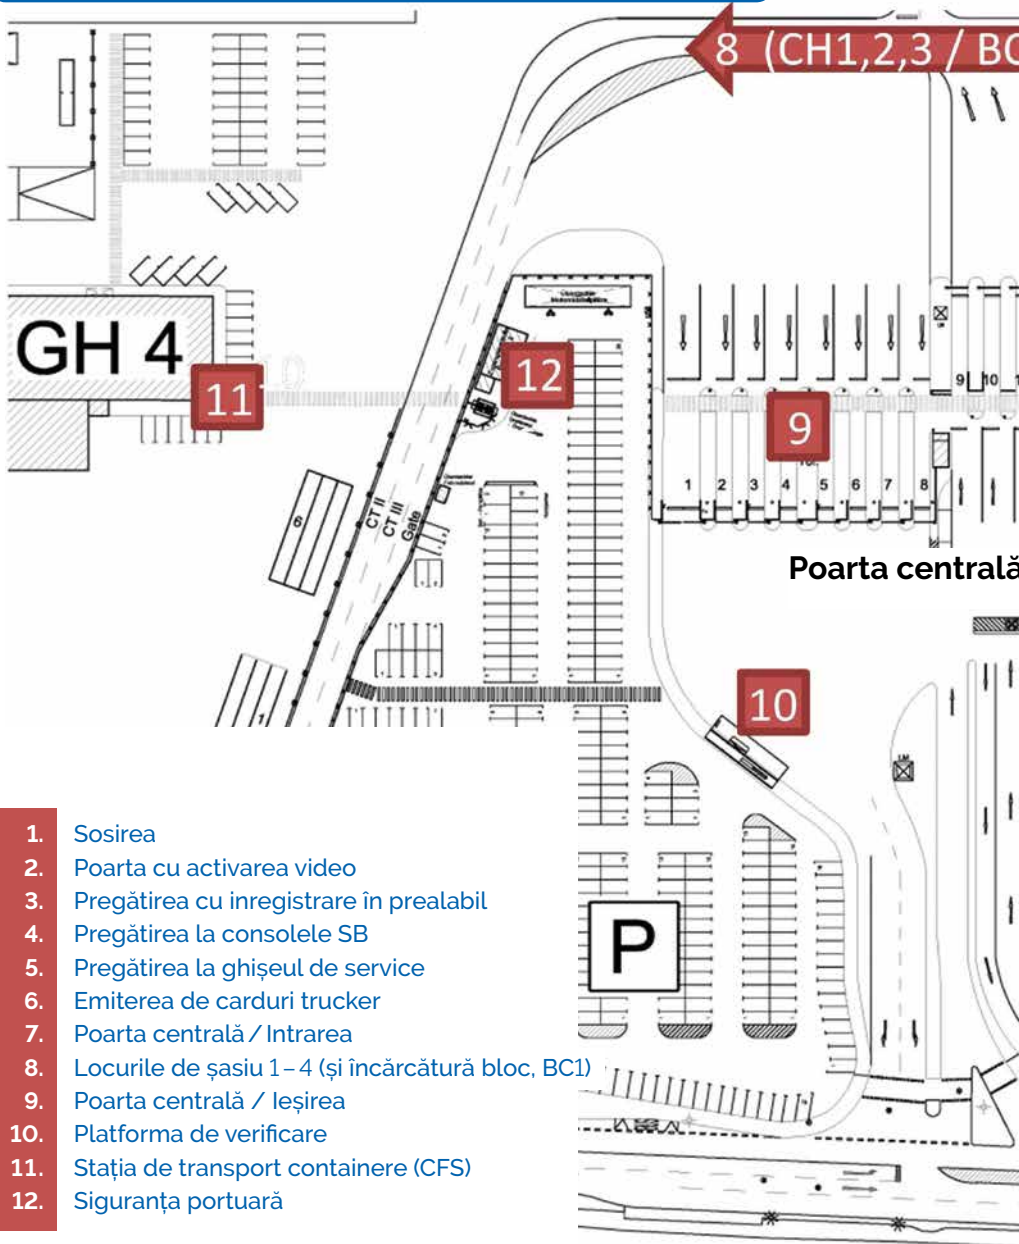 8 (CH1,2,3 / BC
GH 4
11
12
9
9 10 1
1 2 3 4 5 6 7 8
6
CT II
CT III
Gate
Poarta centrală
10
1
LM
P
1. Sosirea
2. Poarta cu activarea video
3. Pregătirea cu inregistrare în prealabil
4. Pregătirea la consolele SB
5. Pregătirea la ghișeul de service
6. Emiterea de carduri trucker
7. Poarta centrală / Intrarea
8. Locurile de șasiu 1 – 4 (și încărcătură bloc, BC1)
9. Poarta centrală / Ieșirea
10. Platforma de verificare
11. Stația de transport containere (CFS)
12. Siguranța portuară